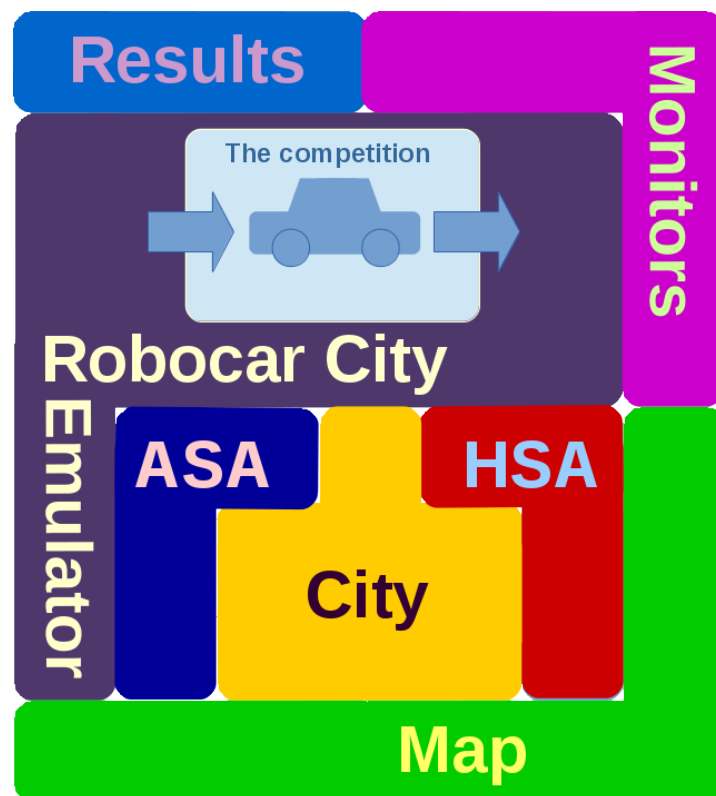 Results
Monitors
The competition
Robocar City
Emulator
ASA
HSA
City
Map